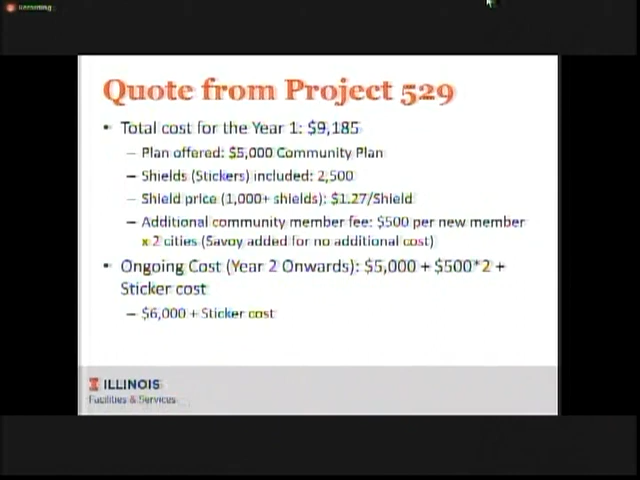 Quote from Project 529
• Total cost for the Year 1: $9,185
– Plan offered: $5,000 Community Plan
– Shields (Stickers) included: 2,500
– Shield price (1,000+ shields): $1.27/Shield
– Additional community member fee: $500 per new member
x 2 cities (Savoy added for no additional cost)
• Ongoing Cost (Year 2 Onwards): $5,000 + $500*2 +
Sticker cost
– $6,000 + Sticker cost
I ILLINOIS
Facilities & Services